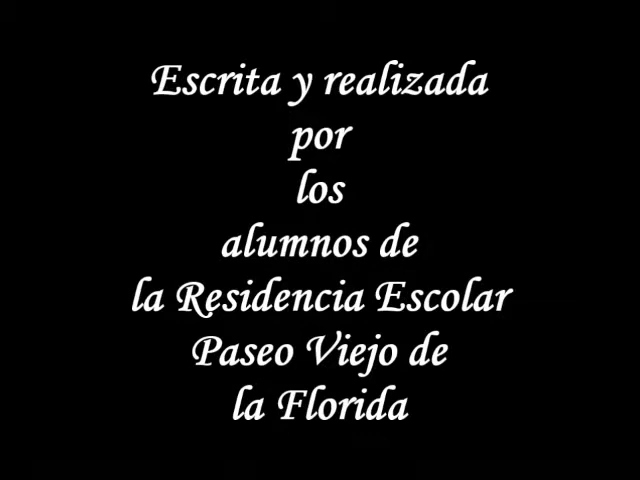 Escrita y realizada
por
los
alumnos de
la Residencia Escolar
Paseo Viejo de
la Florida